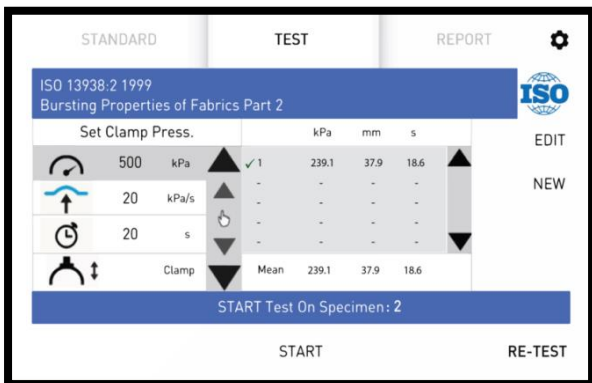 STANDARD TEST REPORT
ISO 13938:2 1999
Bursting Properties of Fabrics Part 2
ISO
Set Clamp Press. kPa mm s
EDIT
500 kPa ✓ 1 239.1 37.9 18.6
NEW
- - - -
20 kPa/s - - - -
- - - -
20 s - - - -
Clamp Mean 239.1 37.9 18.6
START Test On Specimen: 2
START RE-TEST